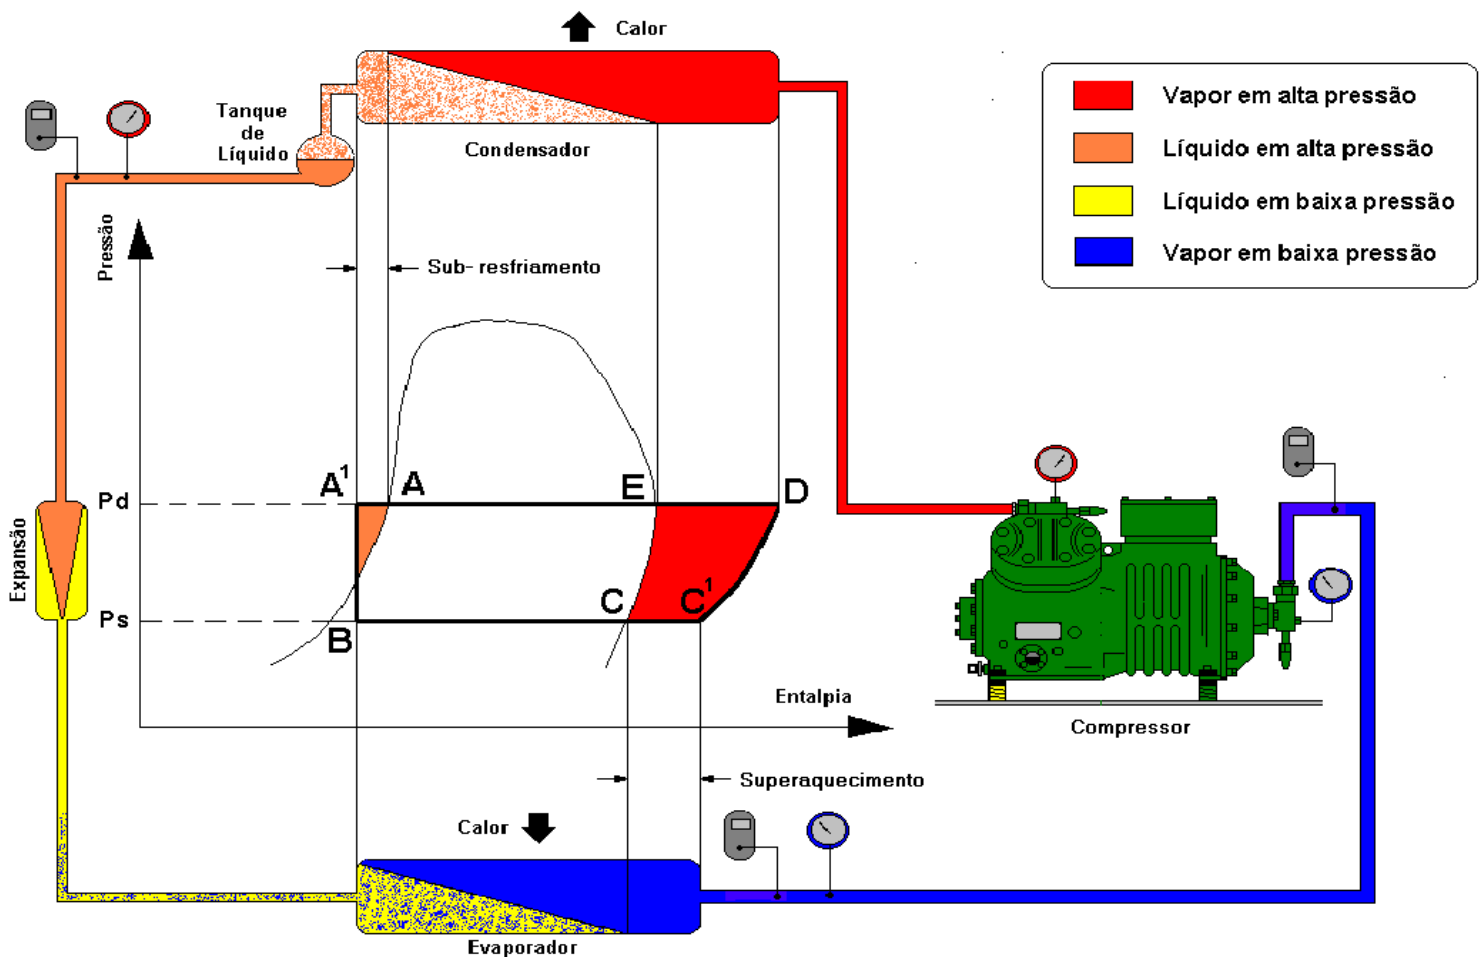 Calor
Tanque
de
Líquido
Condensador
Vapor em alta pressão
Líquido em alta pressão
Líquido em baixa pressão
Vapor em baixa pressão
Pressão
Sub- resfriamento
A¹
A
E
D
Pd
Expansão
Ps
B
C
C¹
Entalpia
Compressor
Superaquecimento
Calor
Evaporador